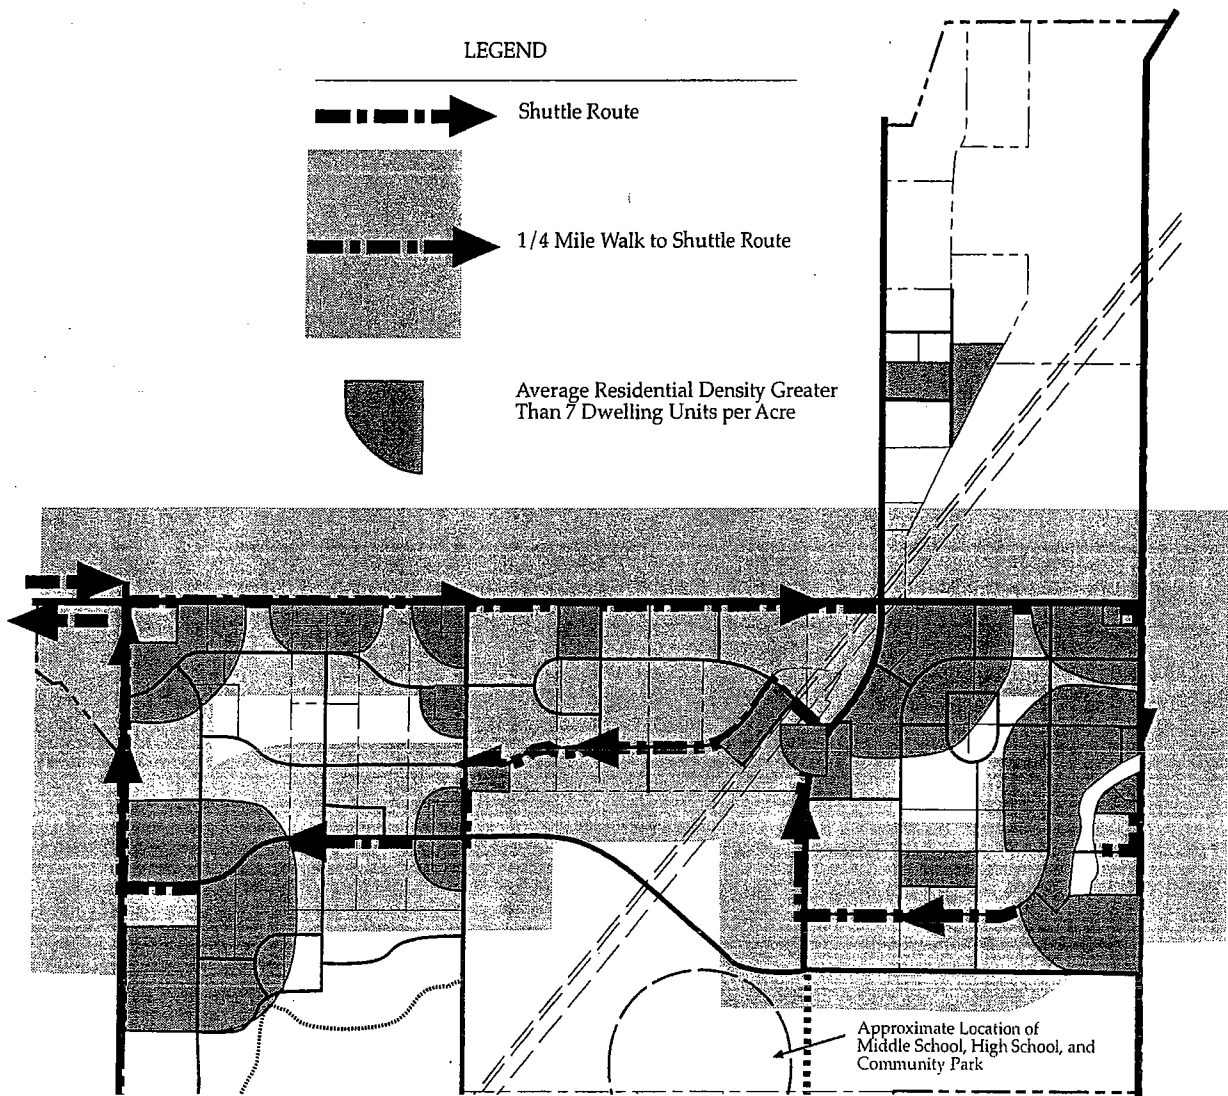 LEGEND
Shuttle Route
1/4 Mile Walk to Shuttle Route
Average Residential Density Greater
Than 7 Dwelling Units per Acre
Approximate Location of
Middle School, High School, and
Community Park